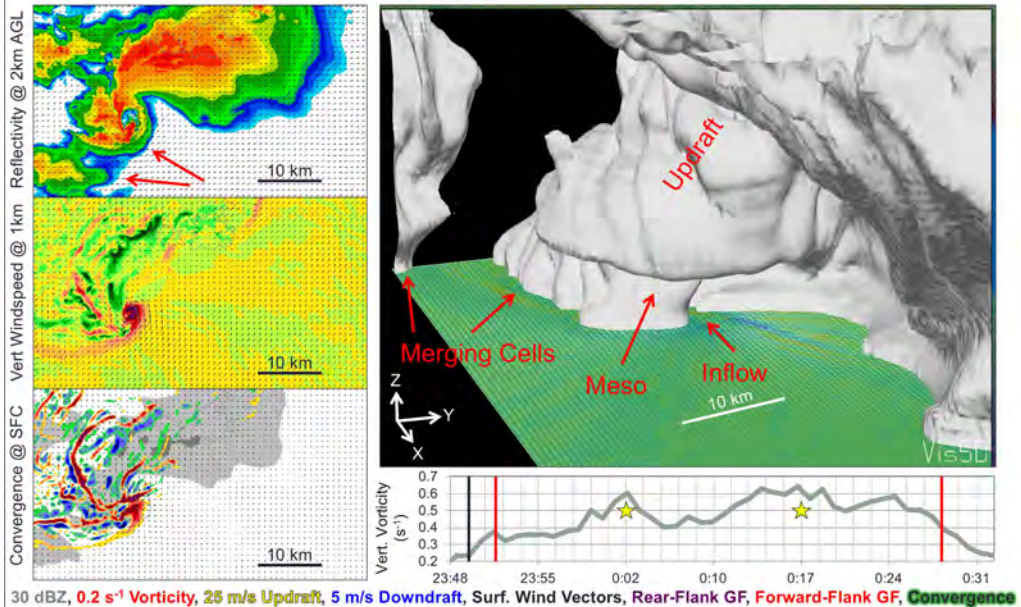 Reflectivity @ 2km AGL
10 km
Vert Windspeed @ 1km
10 km
Convergence @ SFC
10 km
Updraft
Merging Cells
Meso
Inflow
10 km
Z
Y
X
Vis5D
Vert. Vorticity
(s⁻¹)
0.7
0.6
0.5
0.4
0.3
0.2
23:48 23:55 0:02 0:10 0:17 0:24 0:31
30 dBZ, 0.2 s⁻¹ Vorticity, 25 m/s Updraft, 5 m/s Downdraft, Surf. Wind Vectors, Rear-Flank GF, Forward-Flank GF, Convergence